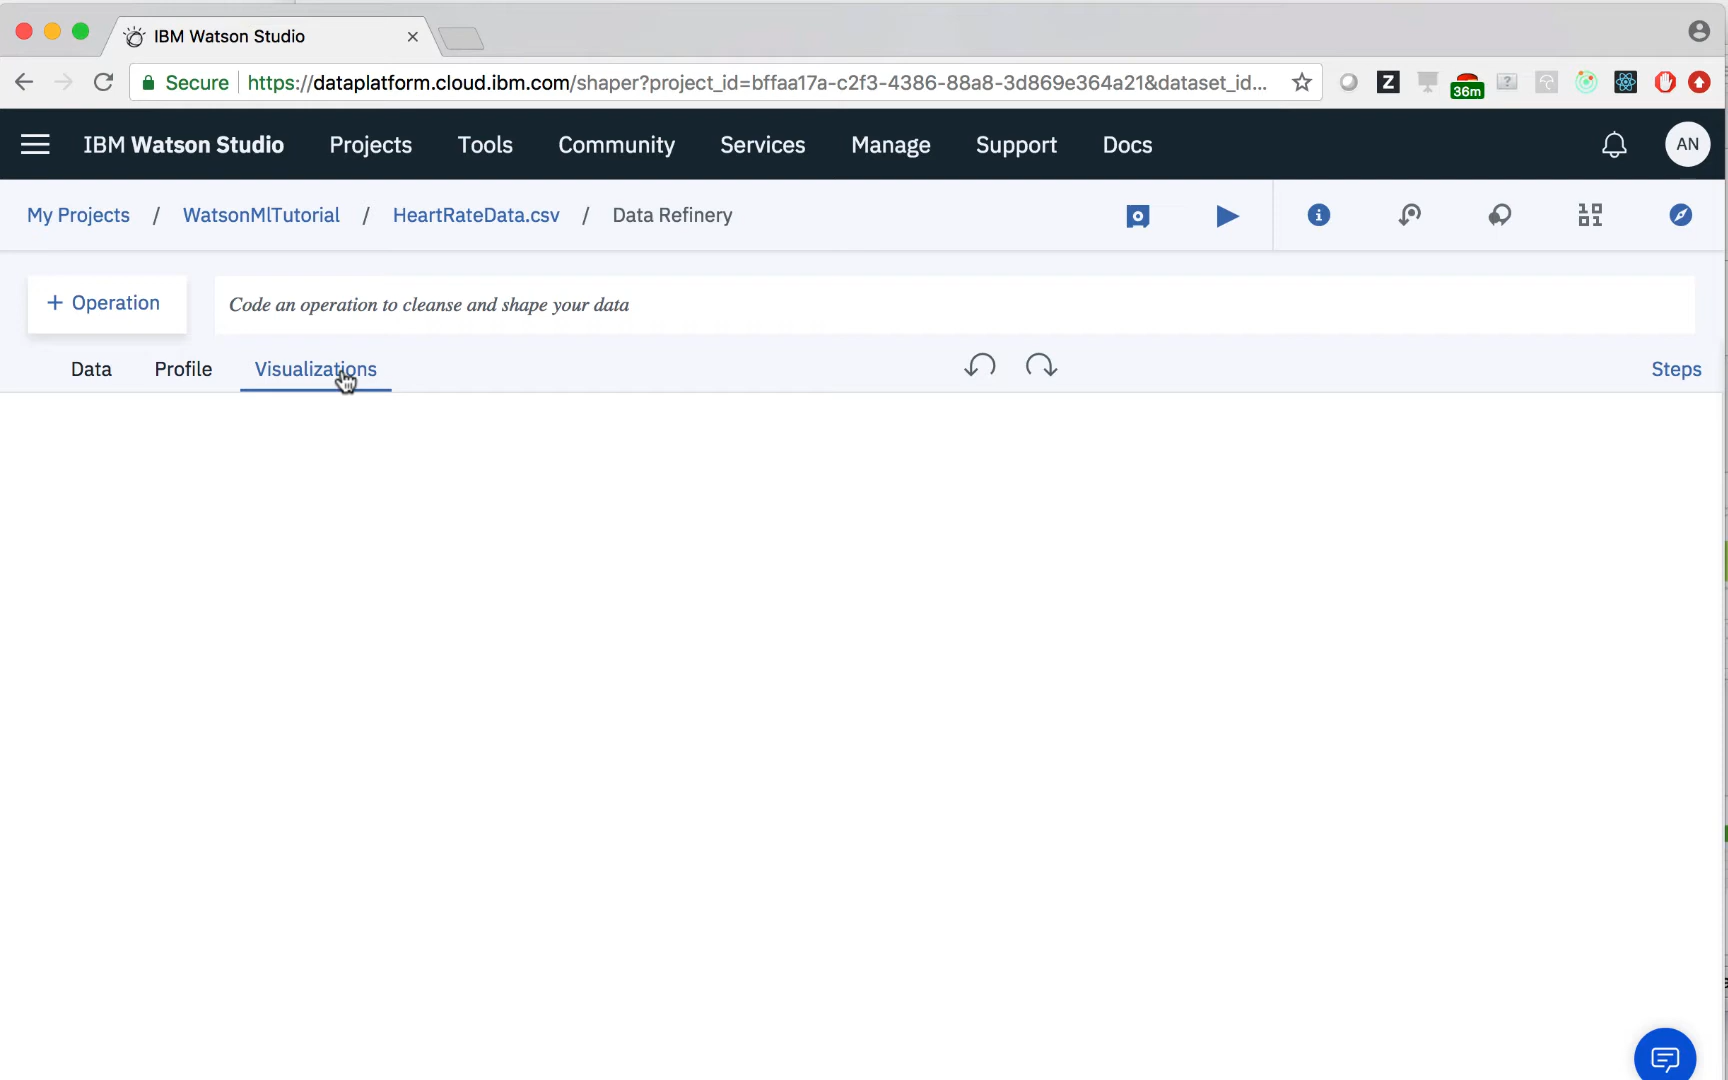 IBM Watson Studio
Secure https://dataplatform.cloud.ibm.com/shaper?project_id=bffaa17a-c2f3-4386-88a8-3d869e364a21&dataset_id... Z 36m ?
IBM Watson Studio Projects Tools Community Services Manage Support Docs AN
My Projects / WatsonMlTutorial / HeartRateData.csv / Data Refinery
+ Operation Code an operation to cleanse and shape your data
Data Profile Visualizations Steps